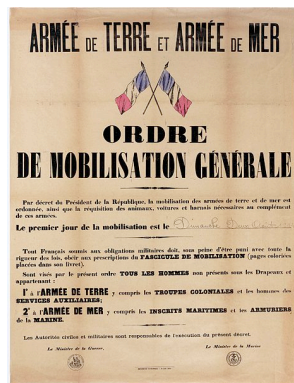 ARMÉE DE TERRE ET ARMÉE DE MER
ORDRE
DE MOBILISATION GÉNÉRALE
Par décret du Président de la République, la mobilisation des armées de terre et de mer est
ordonnée, ainsi que la réquisition des animaux, voitures et harnais nécessaires au complément
de ces armées.
Le premier jour de la mobilisation est le Dimanche
Tout Français soumis aux obligations militaires doit, sous peine d'être puni avec toute la
rigueur des lois, obéir aux prescriptions du FASCICULE DE MOBILISATION (pages coloriées
placées dans son livret).
Sont visés par le présent ordre TOUS LES HOMMES non présents sous les Drapeaux et
appartenant :
1° à l'ARMÉE DE TERRE y compris les TROUPES COLONIALES et les hommes des
SERVICES AUXILIAIRES;
2° à l'ARMÉE DE MER y compris les INSCRITS MARITIMES et les ARMURIERS
de la MARINE.
Les Autorités civiles et militaires sont responsables de l'exécution du présent décret.
Le Ministre de la Guerre, Le Ministre de la Marine,